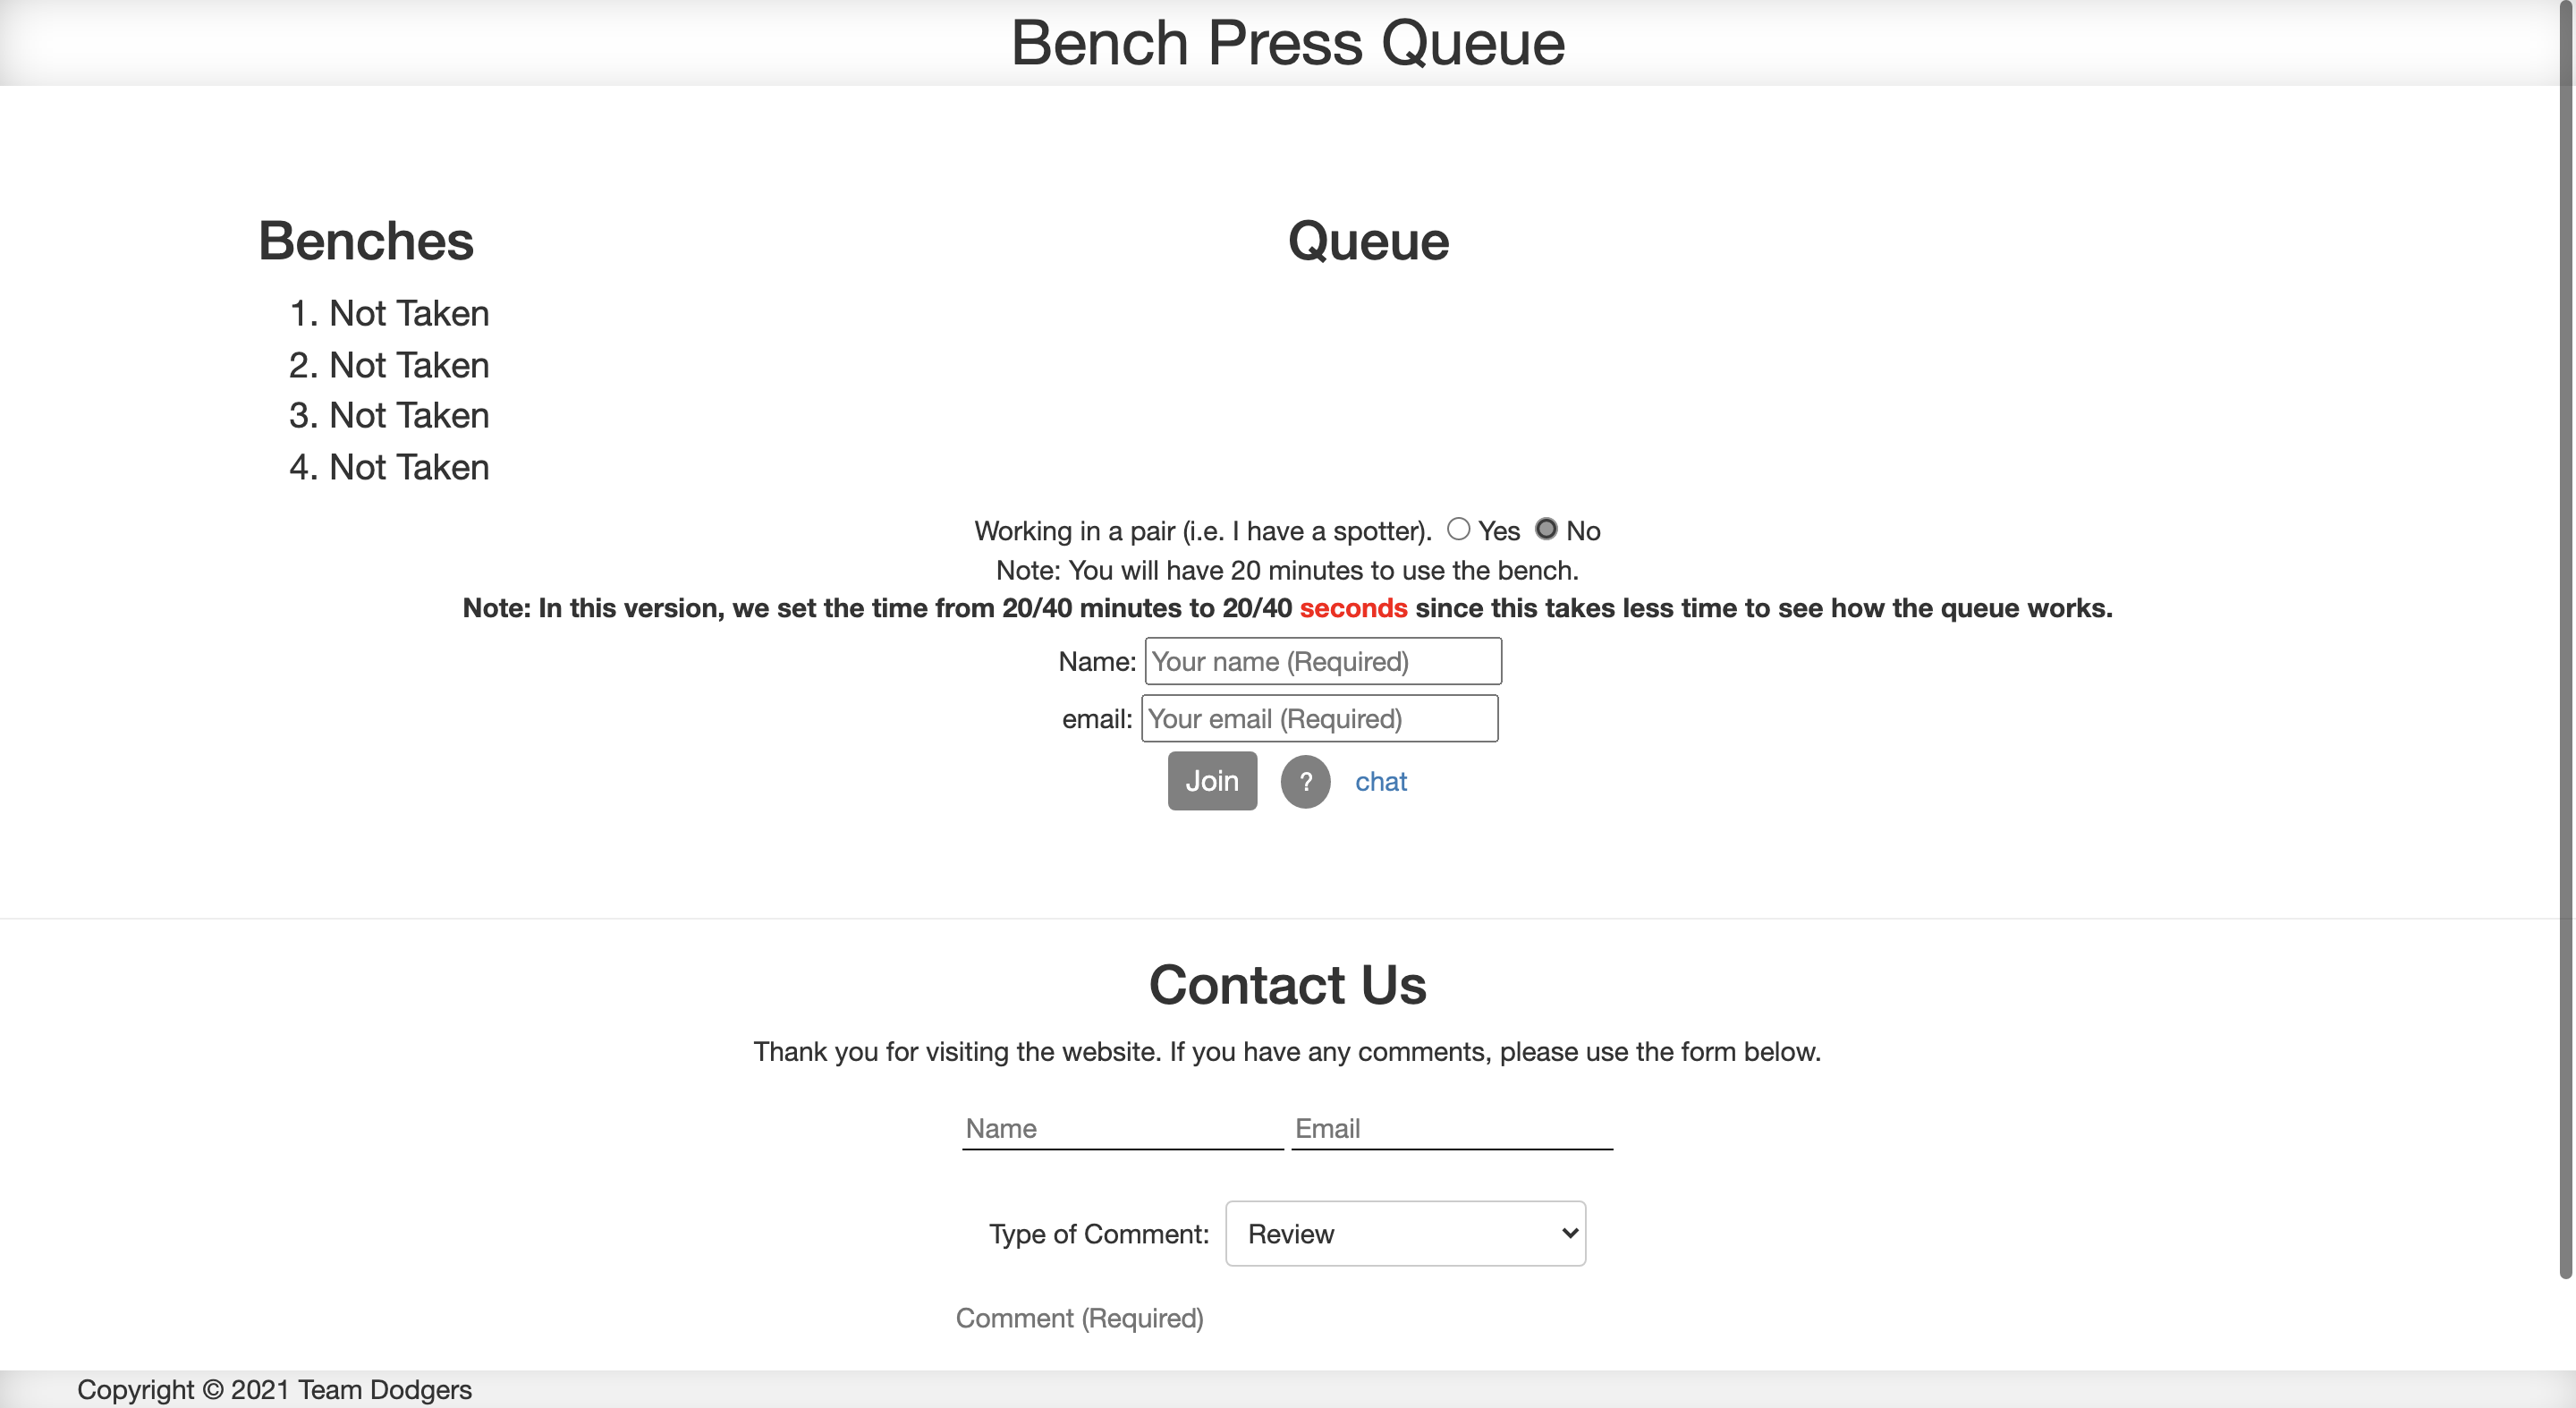 Bench Press Queue
Benches
1. Not Taken
2. Not Taken
3. Not Taken
4. Not Taken
Queue
Working in a pair (i.e. I have a spotter). Yes No
Note: You will have 20 minutes to use the bench.
Note: In this version, we set the time from 20/40 minutes to 20/40 seconds since this takes less time to see how the queue works.
Name: Your name (Required)
email: Your email (Required)
Join ? chat
Contact Us
Thank you for visiting the website. If you have any comments, please use the form below.
Name Email
Type of Comment: Review
Comment (Required)
Copyright © 2021 Team Dodgers